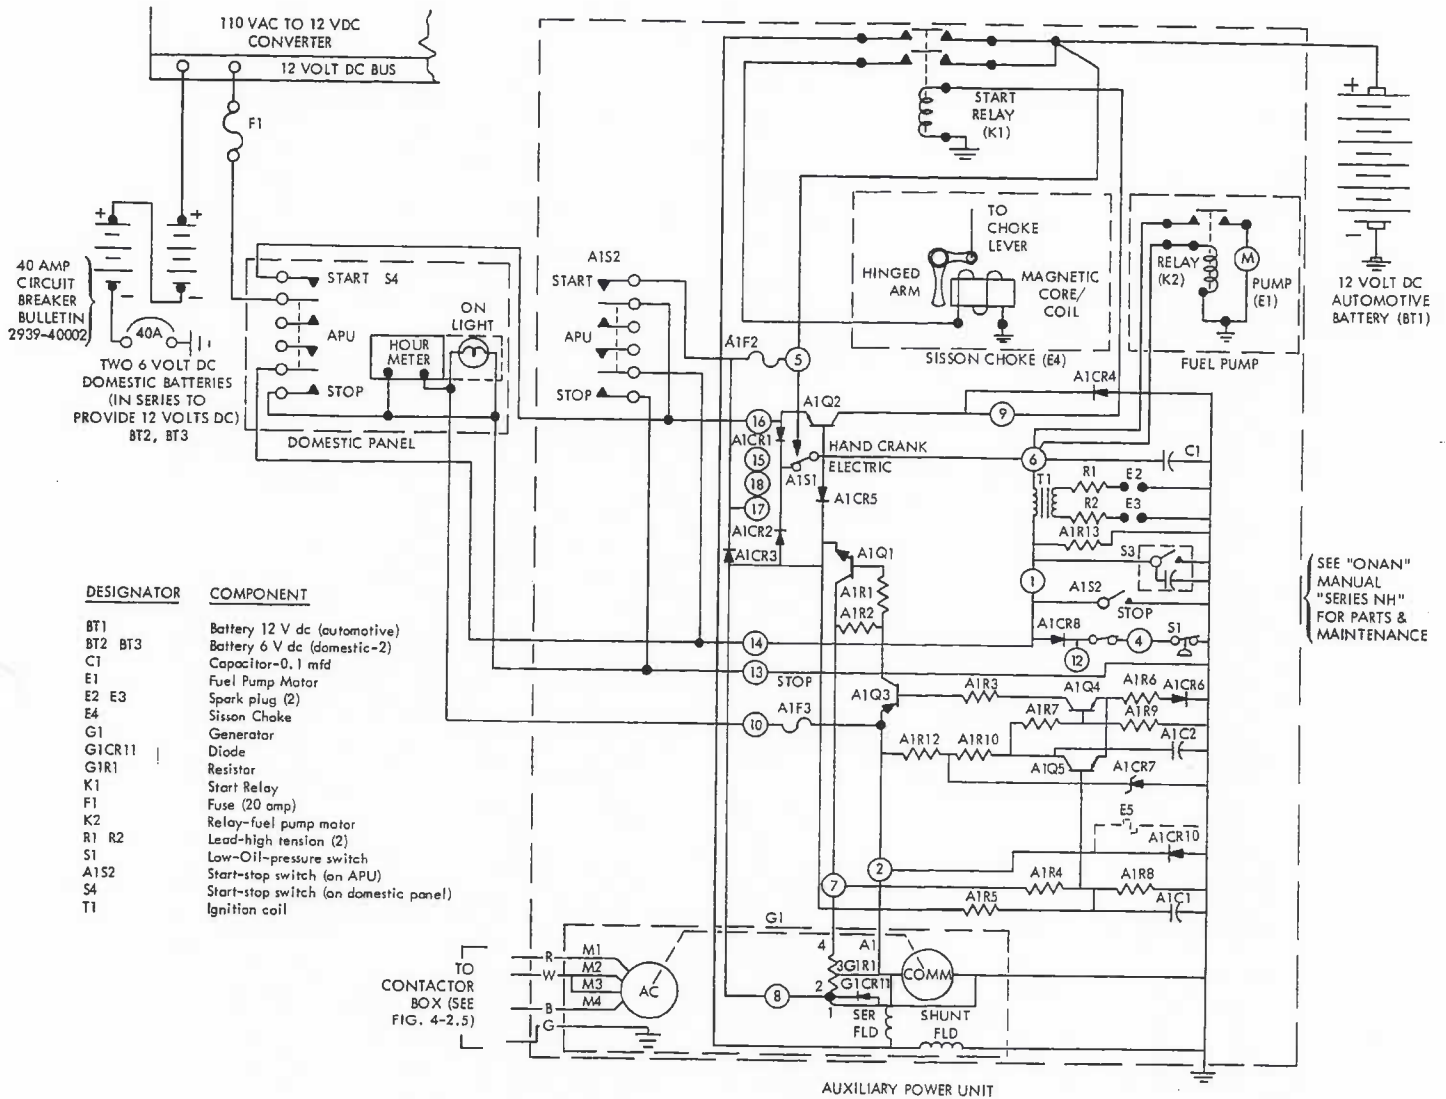 110 VAC TO 12 VDC
CONVERTER
12 VOLT DC BUS
F1
+
+
-
-
40 AMP
CIRCUIT
BREAKER
BULLETIN
2939-40002
40A
TWO 6 VOLT DC
DOMESTIC BATTERIES
(IN SERIES TO
PROVIDE 12 VOLTS DC)
BT2, BT3
START S4
APU
STOP
HOUR
METER
ON
LIGHT
DOMESTIC PANEL
A1S2
START
APU
STOP
START
RELAY
(K1)
TO
CHOKE
LEVER
HINGED
ARM
MAGNETIC
CORE/
COIL
SISSON CHOKE (E4)
RELAY
(K2)
M
PUMP
(E1)
FUEL PUMP
+
-
12 VOLT DC
AUTOMOTIVE
BATTERY (BT1)
A1F2
5
A1CR4
16
A1Q2
9
A1CR1
HAND CRANK
ELECTRIC
15
A1S1
6
C1
18
17
A1CR5
T1
R1
E2
R2
E3
A1CR2
A1R13
A1CR3
A1Q1
S3
1
A1R1
A1R2
A1S2
STOP
A1CR8
4
S1
12
14
13
STOP
10
A1F3
A1Q3
A1R3
A1Q4
A1R6
A1CR6
A1R7
A1R9
A1R12
A1R10
A1C2
A1Q5
A1CR7
E5
A1CR10
2
7
A1R4
A1R8
A1R5
A1C1
SEE "ONAN"
MANUAL
"SERIES NH"
FOR PARTS &
MAINTENANCE
DESIGNATOR COMPONENT
BT1 Battery 12 V dc (automotive)
BT2 BT3 Battery 6 V dc (domestic-2)
C1 Capacitor-0.1 mfd
E1 Fuel Pump Motor
E2 E3 Spark plug (2)
E4 Sisson Choke
G1 Generator
G1CR11 Diode
G1R1 Resistor
K1 Start Relay
F1 Fuse (20 amp)
K2 Relay-fuel pump motor
R1 R2 Lead-high tension (2)
S1 Low-Oil-pressure switch
A1S2 Start-stop switch (on APU)
S4 Start-stop switch (on domestic panel)
T1 Ignition coil
G1
TO
CONTACTOR
BOX (SEE
FIG. 4-2.5)
R
W
B
G
M1
M2
M3
M4
AC
8
4
A1
3G1R1
COMM
2
G1CR11
1
SER
FLD
SHUNT
FLD
AUXILIARY POWER UNIT